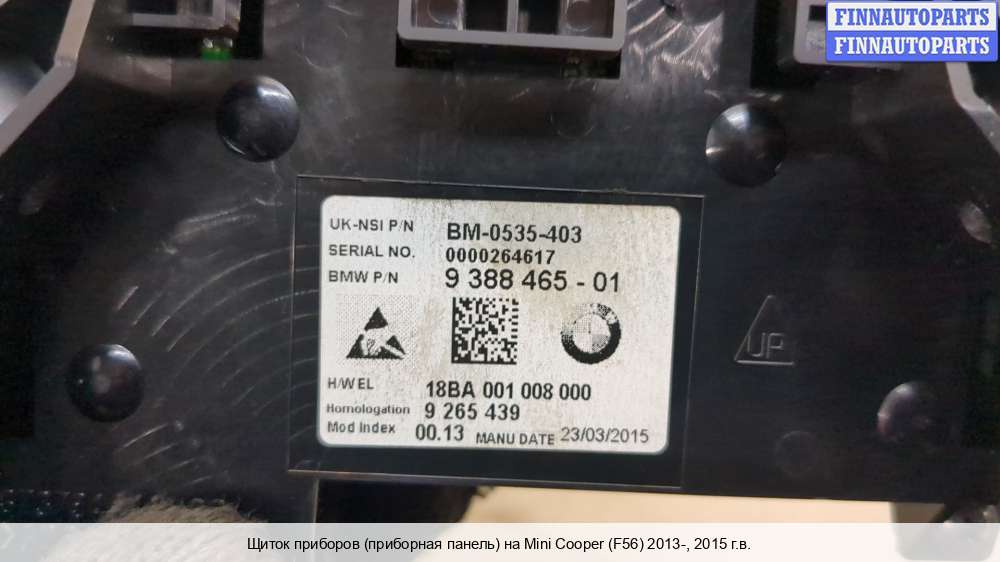 FINNAUTOPARTS
FINNAUTOPARTS
UK-NSI P/N BM-0535-403
SERIAL NO. 0000264617
BMW P/N 9 388 465 - 01
UP
H/W EL 18BA 001 008 000
Homologation 9 265 439
Mod Index 00.13 MANU DATE 23/03/2015
Щиток приборов (приборная панель) на Mini Cooper (F56) 2013-, 2015 г.в.